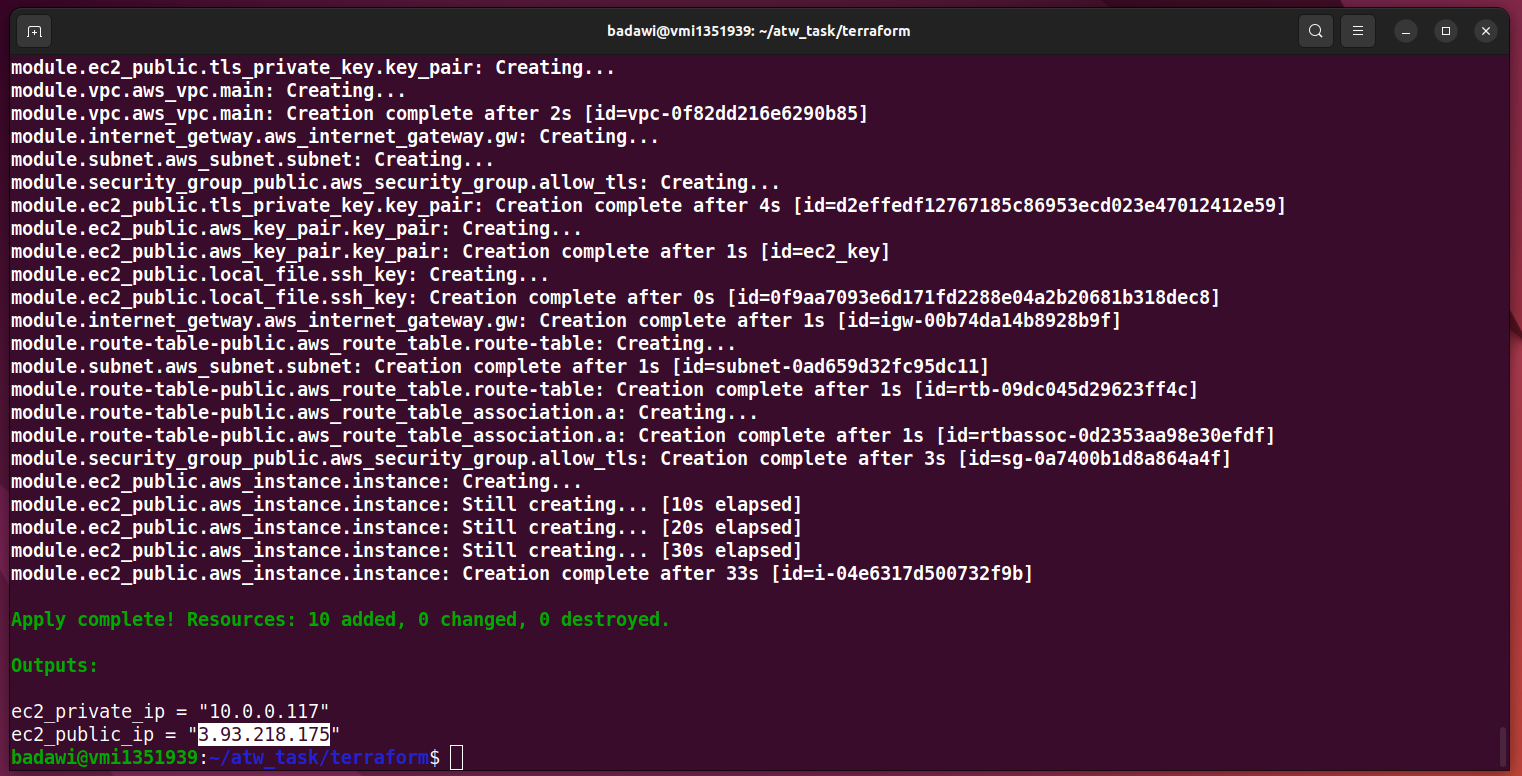 badawi@vmi1351939: ~/atw_task/terraform
module.ec2_public.tls_private_key.key_pair: Creating...
module.vpc.aws_vpc.main: Creating...
module.vpc.aws_vpc.main: Creation complete after 2s [id=vpc-0f82dd216e6290b85]
module.internet_getway.aws_internet_gateway.gw: Creating...
module.subnet.aws_subnet.subnet: Creating...
module.security_group_public.aws_security_group.allow_tls: Creating...
module.ec2_public.tls_private_key.key_pair: Creation complete after 4s [id=d2effedf12767185c86953ecd023e47012412e59]
module.ec2_public.aws_key_pair.key_pair: Creating...
module.ec2_public.aws_key_pair.key_pair: Creation complete after 1s [id=ec2_key]
module.ec2_public.local_file.ssh_key: Creating...
module.ec2_public.local_file.ssh_key: Creation complete after 0s [id=0f9aa7093e6d171fd2288e04a2b20681b318dec8]
module.internet_getway.aws_internet_gateway.gw: Creation complete after 1s [id=igw-00b74da14b8928b9f]
module.route-table-public.aws_route_table.route-table: Creating...
module.subnet.aws_subnet.subnet: Creation complete after 1s [id=subnet-0ad659d32fc95dc11]
module.route-table-public.aws_route_table.route-table: Creation complete after 1s [id=rtb-09dc045d29623ff4c]
module.route-table-public.aws_route_table_association.a: Creating...
module.route-table-public.aws_route_table_association.a: Creation complete after 1s [id=rtbassoc-0d2353aa98e30efdf]
module.security_group_public.aws_security_group.allow_tls: Creation complete after 3s [id=sg-0a7400b1d8a864a4f]
module.ec2_public.aws_instance.instance: Creating...
module.ec2_public.aws_instance.instance: Still creating... [10s elapsed]
module.ec2_public.aws_instance.instance: Still creating... [20s elapsed]
module.ec2_public.aws_instance.instance: Still creating... [30s elapsed]
module.ec2_public.aws_instance.instance: Creation complete after 33s [id=i-04e6317d500732f9b]
Apply complete! Resources: 10 added, 0 changed, 0 destroyed.
Outputs:
ec2_private_ip = "10.0.0.117"
ec2_public_ip = "3.93.218.175"
badawi@vmi1351939:~/atw_task/terraform$